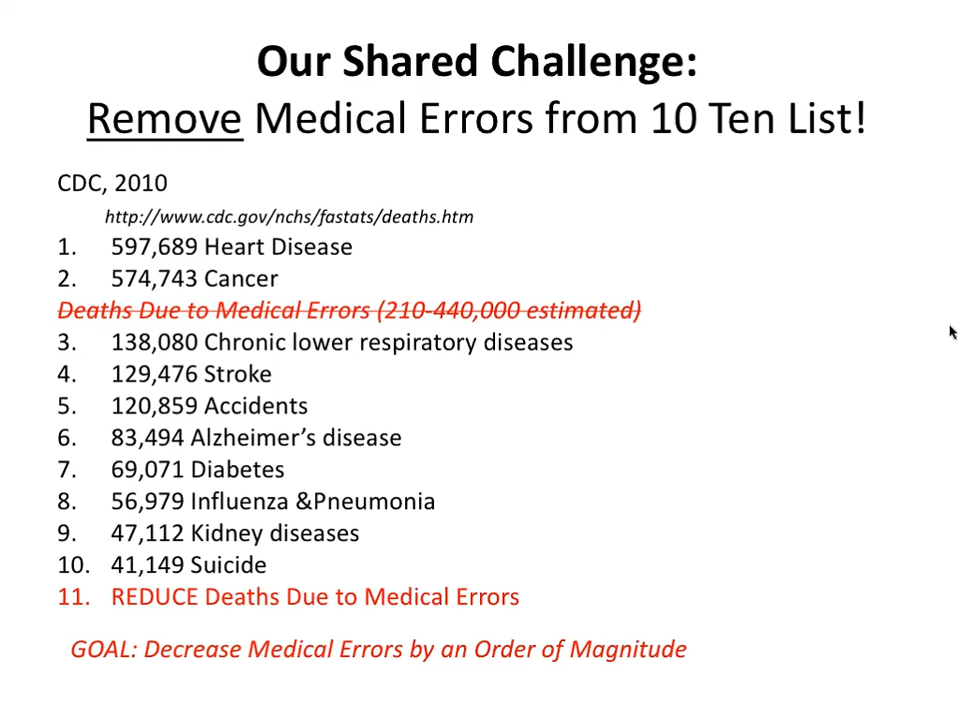 Our Shared Challenge:
Remove Medical Errors from 10 Ten List!
CDC, 2010
http://www.cdc.gov/nchs/fastats/deaths.htm
1. 597,689 Heart Disease
2. 574,743 Cancer
Deaths Due to Medical Errors (210-440,000 estimated)
3. 138,080 Chronic lower respiratory diseases
4. 129,476 Stroke
5. 120,859 Accidents
6. 83,494 Alzheimer’s disease
7. 69,071 Diabetes
8. 56,979 Influenza &Pneumonia
9. 47,112 Kidney diseases
10. 41,149 Suicide
11. REDUCE Deaths Due to Medical Errors
GOAL: Decrease Medical Errors by an Order of Magnitude